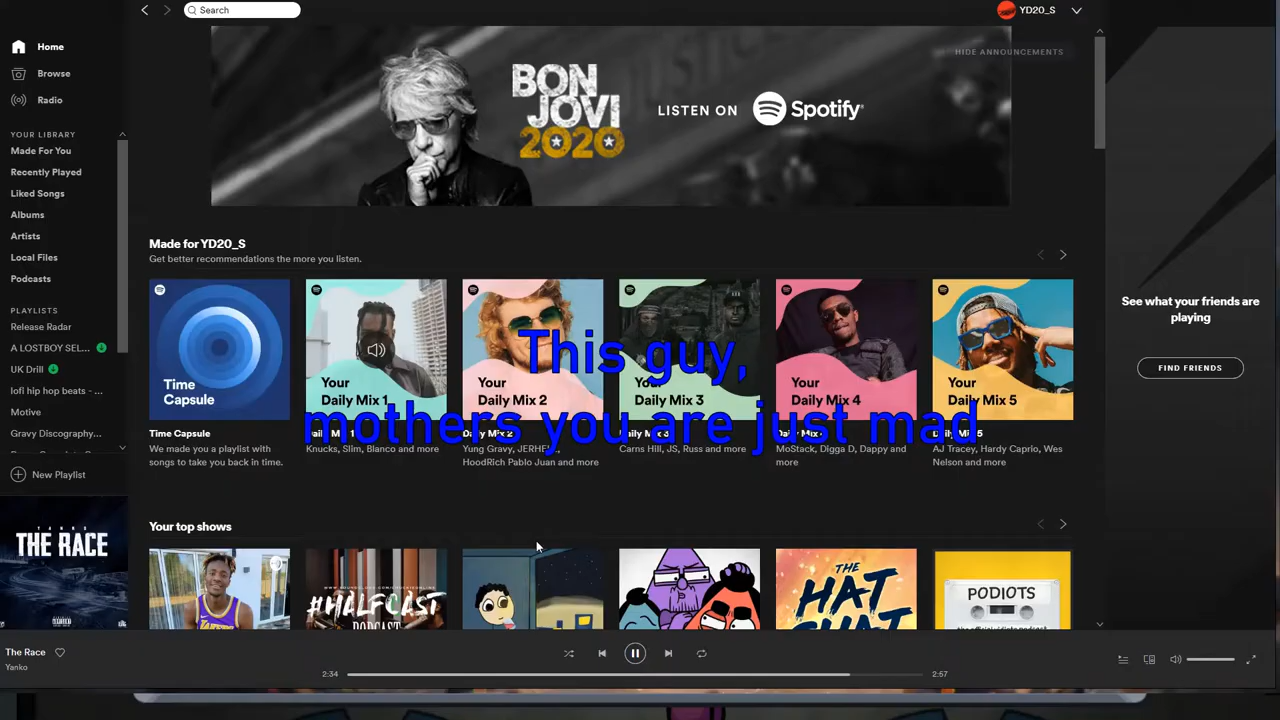 Search
YD20_S
Home
Browse
Radio
YOUR LIBRARY
Made For You
Recently Played
Liked Songs
Albums
Artists
Local Files
Podcasts
PLAYLISTS
Release Radar
A LOSTBOY SEL...
UK Drill
lofi hip hop beats - ...
Motive
Gravy Discography...
New Playlist
YANKO
THE RACE
The Race
Yanko
HIDE ANNOUNCEMENTS
BON
JOVI
2020
LISTEN ON Spotify
Made for YD20_S
Get better recommendations the more you listen.
Time
Capsule
Your
Daily Mix 1
Your
Daily Mix 2
Your
Daily Mix 3
Your
Daily Mix 4
Your
Daily Mix 5
This guy,
mothers you are just mad
Time Capsule
We made you a playlist with
songs to take you back in time.
Knucks, Slim, Blanco and more
HoodRich Pablo Juan and more
Carns Hill, JS, Russ and more
MoStack, Digga D, Dappy and
more
AJ Tracey, Hardy Caprio, Wes
Nelson and more
Your top shows
#HALFCAST
PODCAST
THE
HAT
CHAT
PODIOTS
See what your friends are
playing
FIND FRIENDS
2:34
2:57